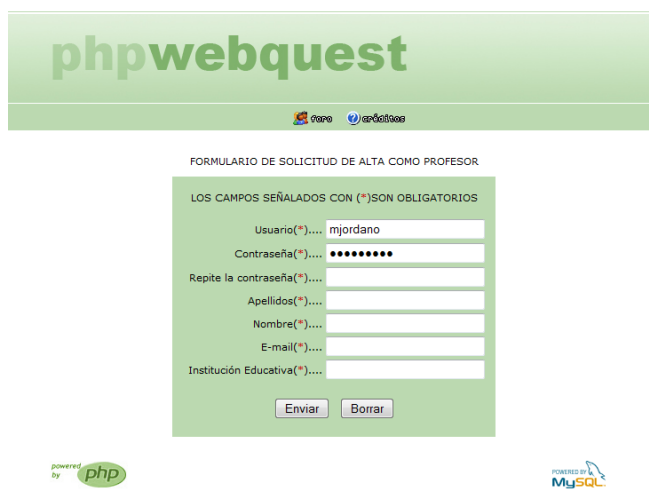 phpwebquest
foro créditos
FORMULARIO DE SOLICITUD DE ALTA COMO PROFESOR
LOS CAMPOS SEÑALADOS CON (*)SON OBLIGATORIOS
Usuario(*).... mjordano
Contraseña(*).... •••••••••
Repite la contraseña(*)....
Apellidos(*)....
Nombre(*)....
E-mail(*)....
Institución Educativa(*)....
Enviar Borrar
powered by php
POWERED BY MySQL